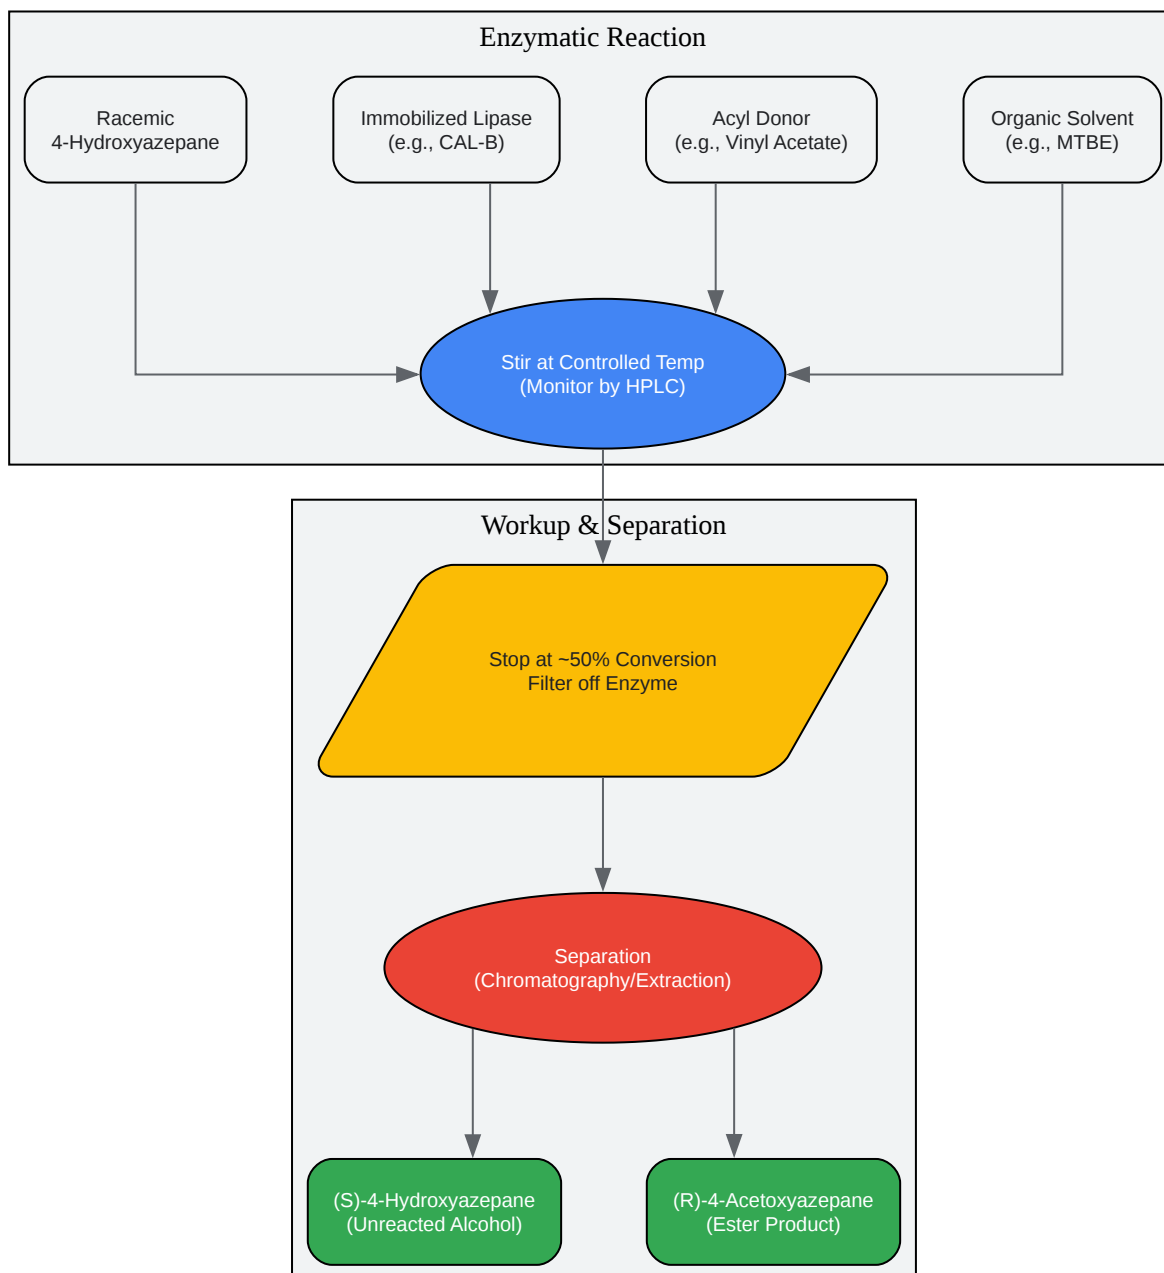 Enzymatic Reaction
Racemic
4-Hydroxyazepane
Immobilized Lipase
(e.g., CAL-B)
Acyl Donor
(e.g., Vinyl Acetate)
Organic Solvent
(e.g., MTBE)
Stir at Controlled Temp
(Monitor by HPLC)
Workup & Separation
Stop at ~50% Conversion
Filter off Enzyme
Separation
(Chromatography/Extraction)
(S)-4-Hydroxyazepane
(Unreacted Alcohol)
(R)-4-Acetoxyazepane
(Ester Product)